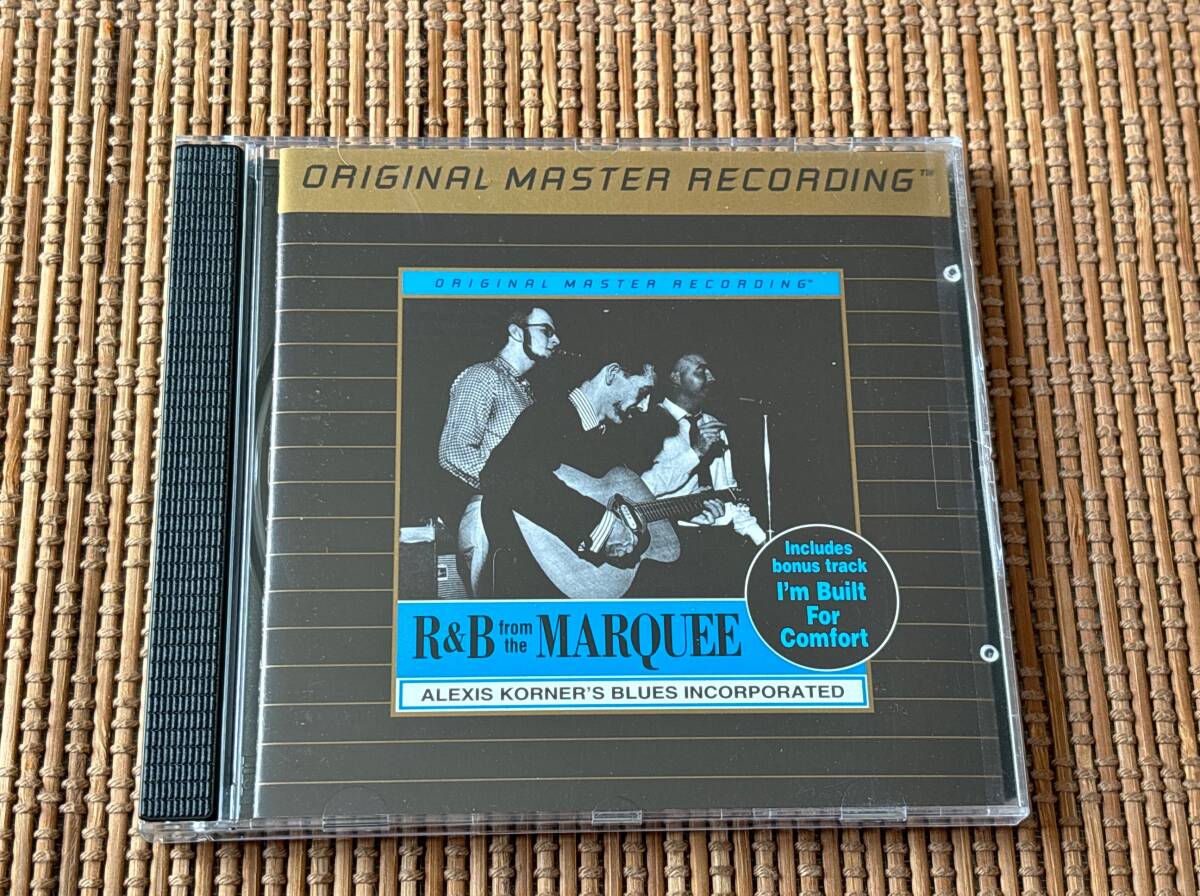 ORIGINAL MASTER RECORDING™
ORIGINAL MASTER RECORDING™
Includes
bonus track
I'm Built
For
Comfort
R&B from the MARQUEE
ALEXIS KORNER'S BLUES INCORPORATED